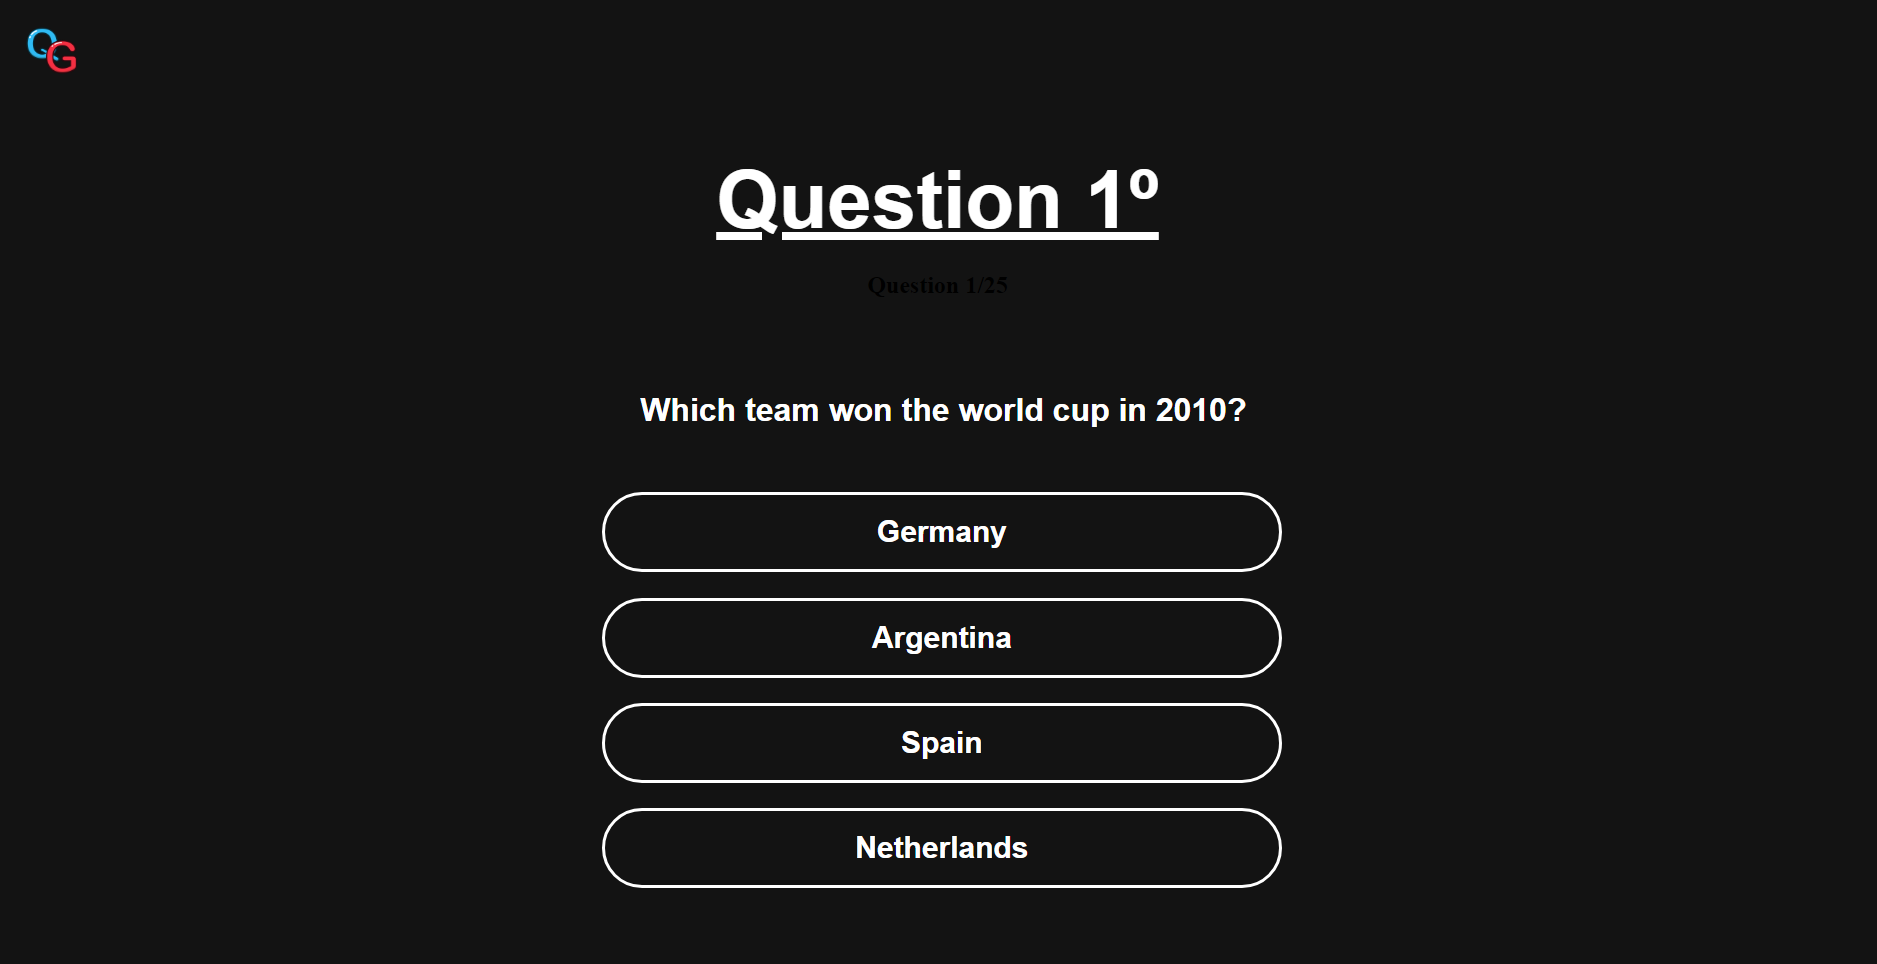 QG
Question 1º
Question 1/25
Which team won the world cup in 2010?
Germany
Argentina
Spain
Netherlands